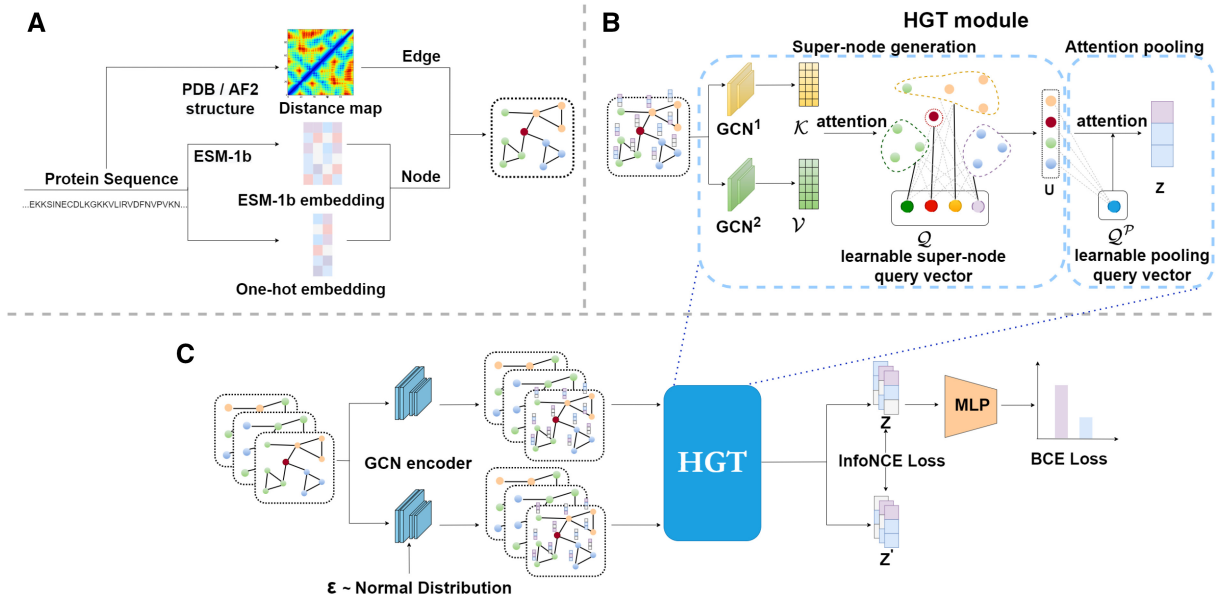 A
PDB / AF2
structure
Distance map
Edge
ESM-1b
Protein Sequence
...EKKSINECDLKGKKVLIRVDFNVPVKN...
ESM-1b embedding
Node
One-hot embedding
B
HGT module
Super-node generation
Attention pooling
GCN¹
𝒦
attention
attention
GCN²
𝒱
U
Z
𝒬
𝒬ᵖ
learnable super-node
query vector
learnable pooling
query vector
C
GCN encoder
ε ~ Normal Distribution
HGT
Z
MLP
InfoNCE Loss
BCE Loss
Z'